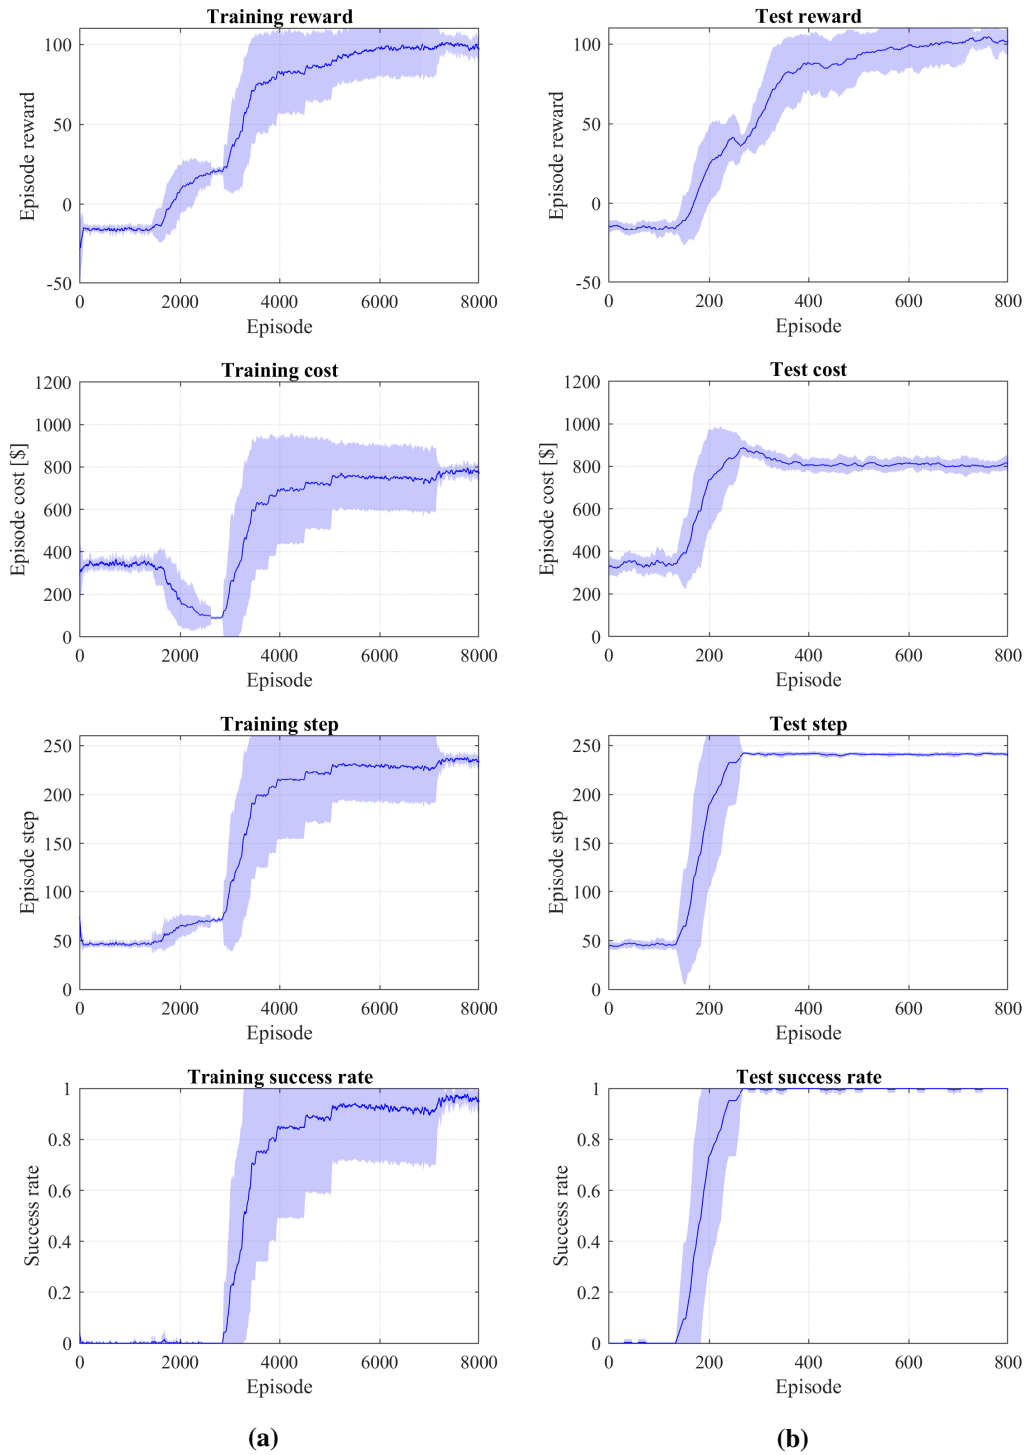 Training reward
Episode reward
100
50
0
-50
0 2000 4000 6000 8000
Episode
Test reward
Episode reward
100
50
0
-50
0 200 400 600 800
Episode
Training cost
Episode cost [$]
1200
1000
800
600
400
200
0
0 2000 4000 6000 8000
Episode
Test cost
Episode cost [$]
1200
1000
800
600
400
200
0
0 200 400 600 800
Episode
Training step
Episode step
250
200
150
100
50
0
0 2000 4000 6000 8000
Episode
Test step
Episode step
250
200
150
100
50
0
0 200 400 600 800
Episode
Training success rate
Success rate
1
0.8
0.6
0.4
0.2
0
0 2000 4000 6000 8000
Episode
Test success rate
Success rate
1
0.8
0.6
0.4
0.2
0
0 200 400 600 800
Episode
(a)
(b)